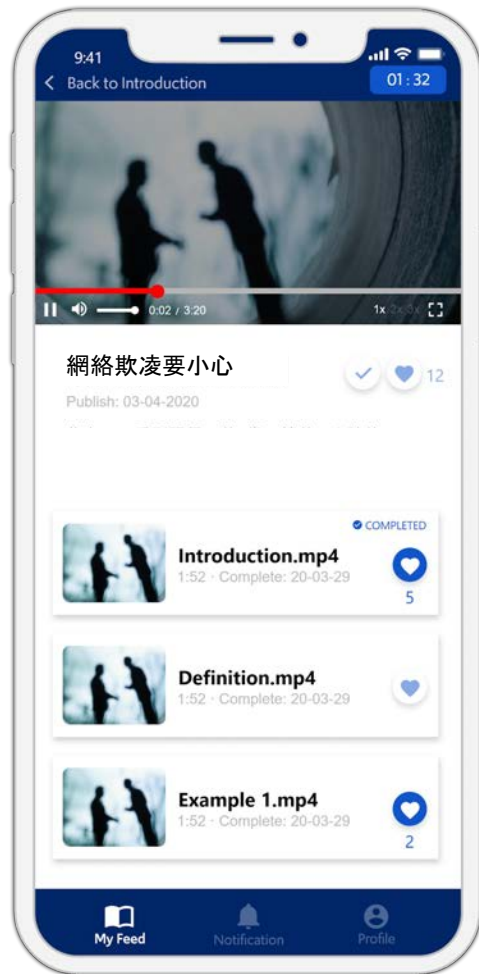 9:41
Back to Introduction
01 : 32
0:02 / 3:20
1x 2x 3x
網絡欺凌要小心
12
Publish: 03-04-2020
COMPLETED
Introduction.mp4
1:52 · Complete: 20-03-29
5
Definition.mp4
1:52 · Complete: 20-03-29
Example 1.mp4
1:52 · Complete: 20-03-29
2
My Feed
Notification
Profile